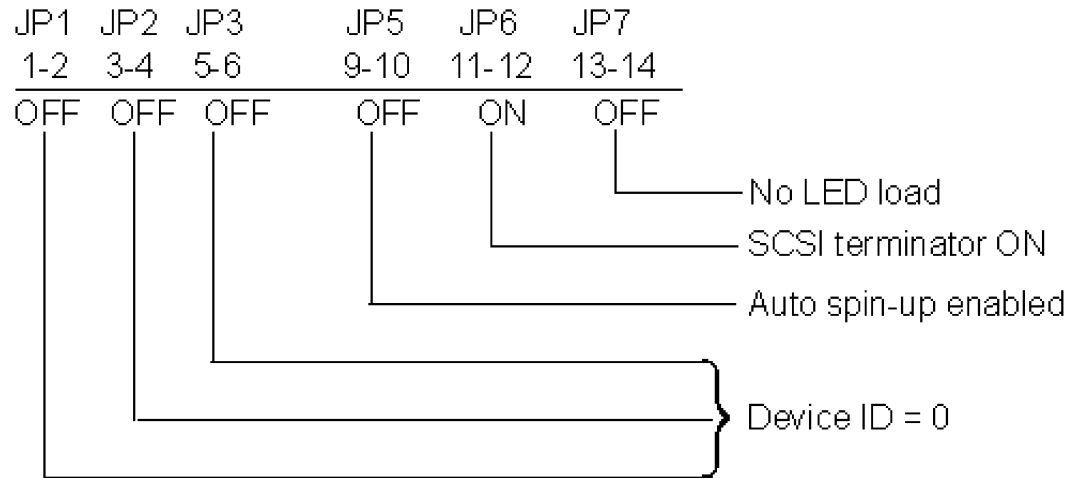 JP1 JP2 JP3 JP5 JP6 JP7
1-2 3-4 5-6 9-10 11-12 13-14
OFF OFF OFF OFF ON OFF
No LED load
SCSI terminator ON
Auto spin-up enabled
Device ID = 0